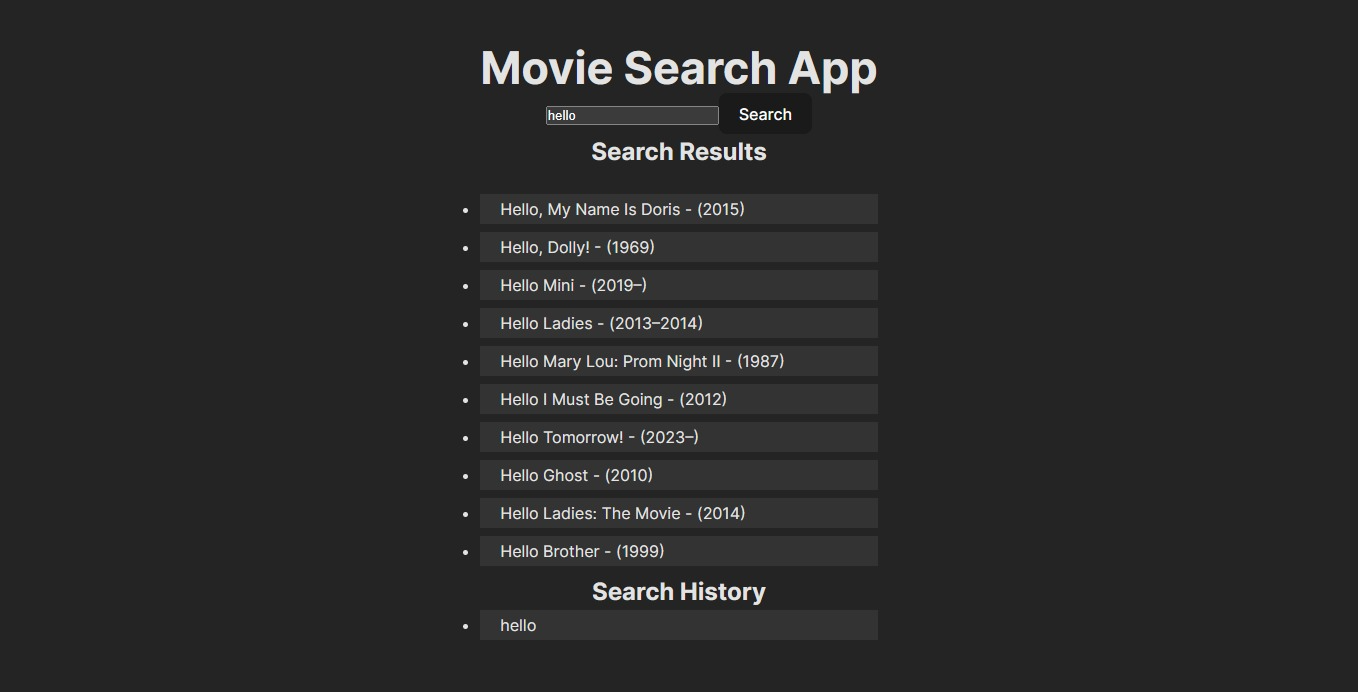 Movie Search App
hello Search
Search Results
Hello, My Name Is Doris - (2015)
Hello, Dolly! - (1969)
Hello Mini - (2019–)
Hello Ladies - (2013–2014)
Hello Mary Lou: Prom Night II - (1987)
Hello I Must Be Going - (2012)
Hello Tomorrow! - (2023–)
Hello Ghost - (2010)
Hello Ladies: The Movie - (2014)
Hello Brother - (1999)
Search History
hello